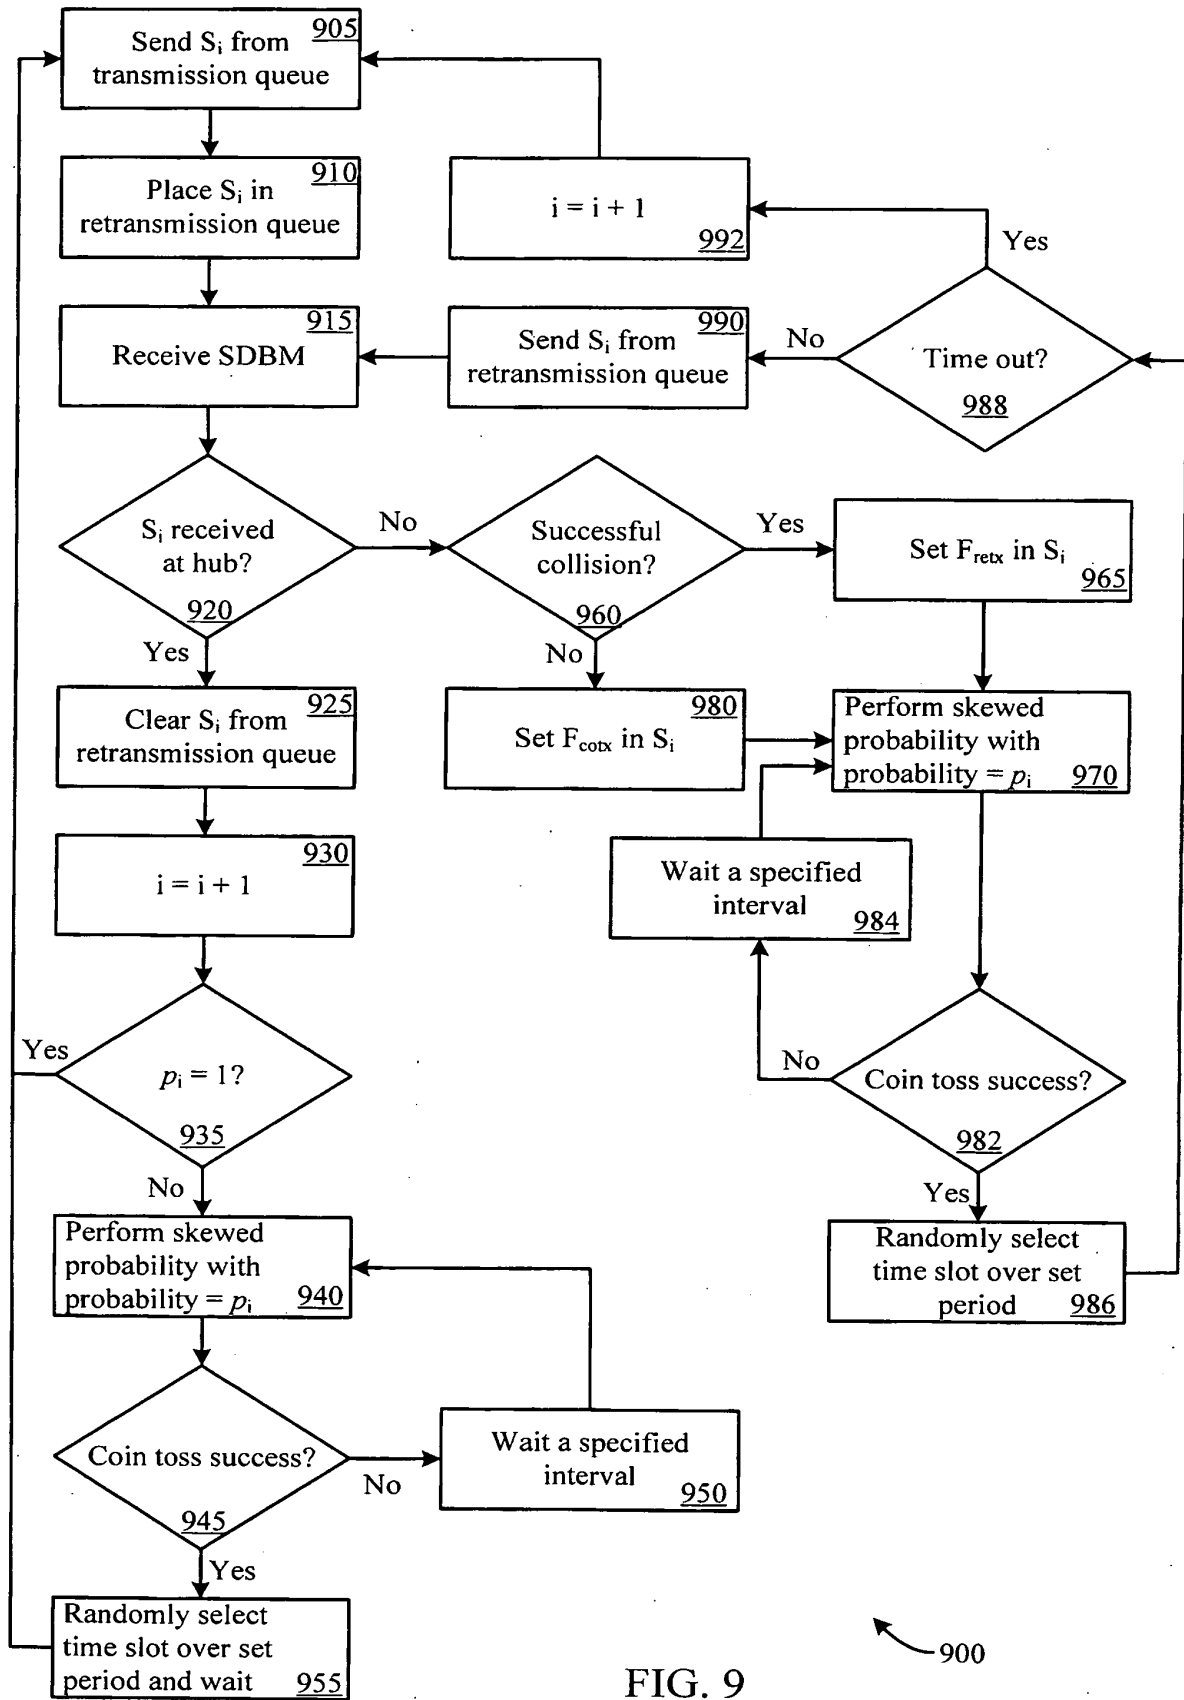 905
Send Si from
transmission queue
910
Place Si in
retransmission queue
i = i + 1
992
Yes
915
Receive SDBM
990
Send Si from
retransmission queue
No
Time out?
988
Si received
at hub?
920
No
Successful
collision?
960
Yes
Set Fretx in Si
965
Yes
No
925
Clear Si from
retransmission queue
980
Set Fcotx in Si
Perform skewed
probability with
probability = pi
970
930
i = i + 1
Wait a specified
interval
984
Yes
pi = 1?
935
No
Coin toss success?
982
No
Yes
Perform skewed
probability with
probability = pi
940
Randomly select
time slot over set
period
986
Coin toss success?
945
No
Wait a specified
interval
950
Yes
Randomly select
time slot over set
period and wait
955
900
FIG. 9